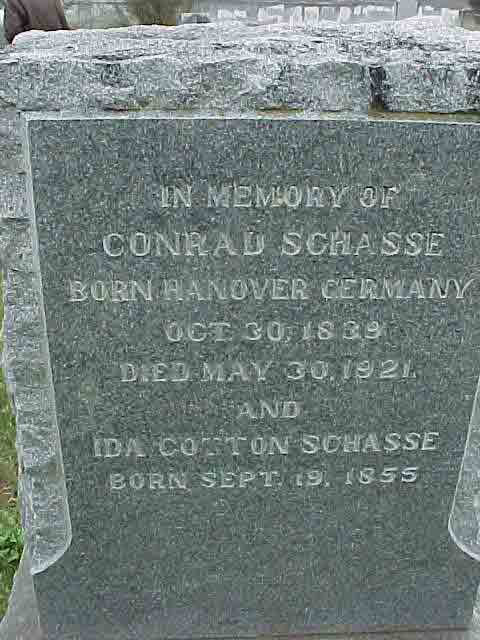 IN MEMORY OF
CONRAD SCHASSE
BORN HANOVER GERMANY
OCT. 30, 1839
DIED MAY 30, 1921.
AND
IDA COTTON SCHASSE
BORN SEPT. 19, 1855